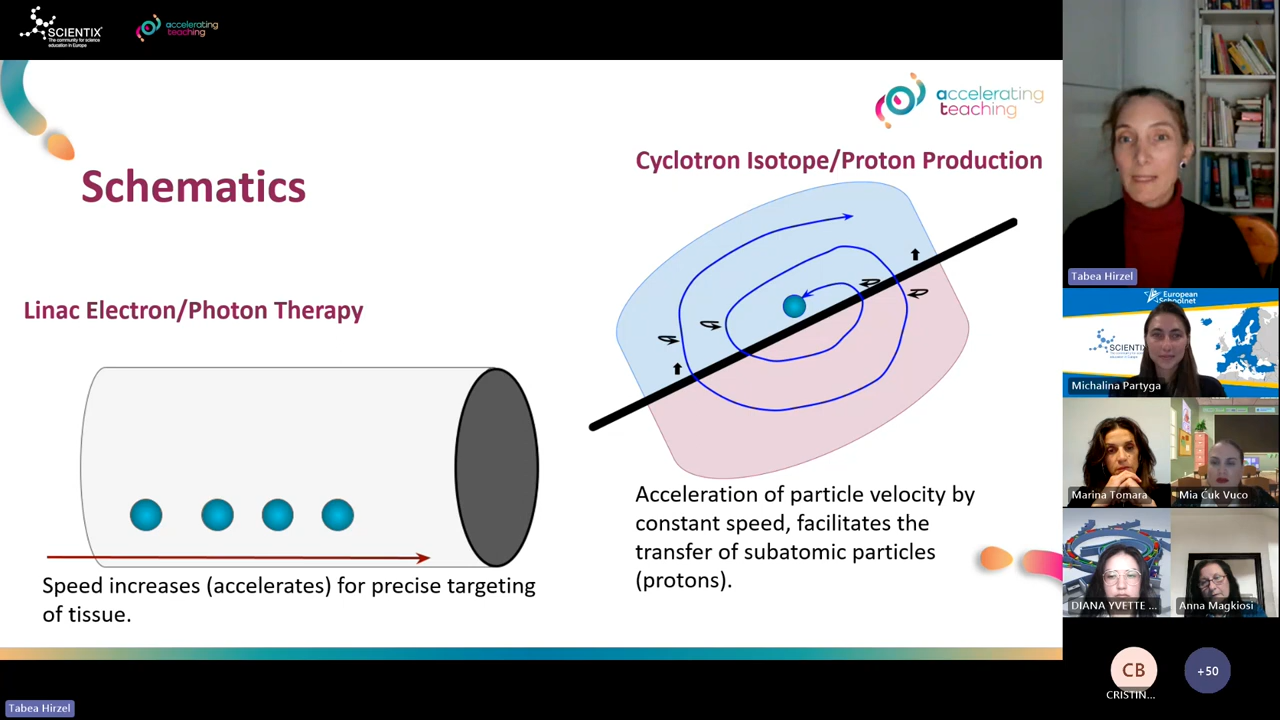 SCIENTIX
The community for science
education in Europe
accelerating
teaching
accelerating
teaching
Schematics
Cyclotron Isotope/Proton Production
Linac Electron/Photon Therapy
Speed increases (accelerates) for precise targeting
of tissue.
Acceleration of particle velocity by
constant speed, facilitates the
transfer of subatomic particles
(protons).
Tabea Hirzel
European
Schoolnet
SCIENTIX
Michalina Partyga
Marina Tomara
Mia Ćuk Vuco
DIANA YVETTE ...
Anna Magkiosi
CB
CRISTIN...
+50
Tabea Hirzel